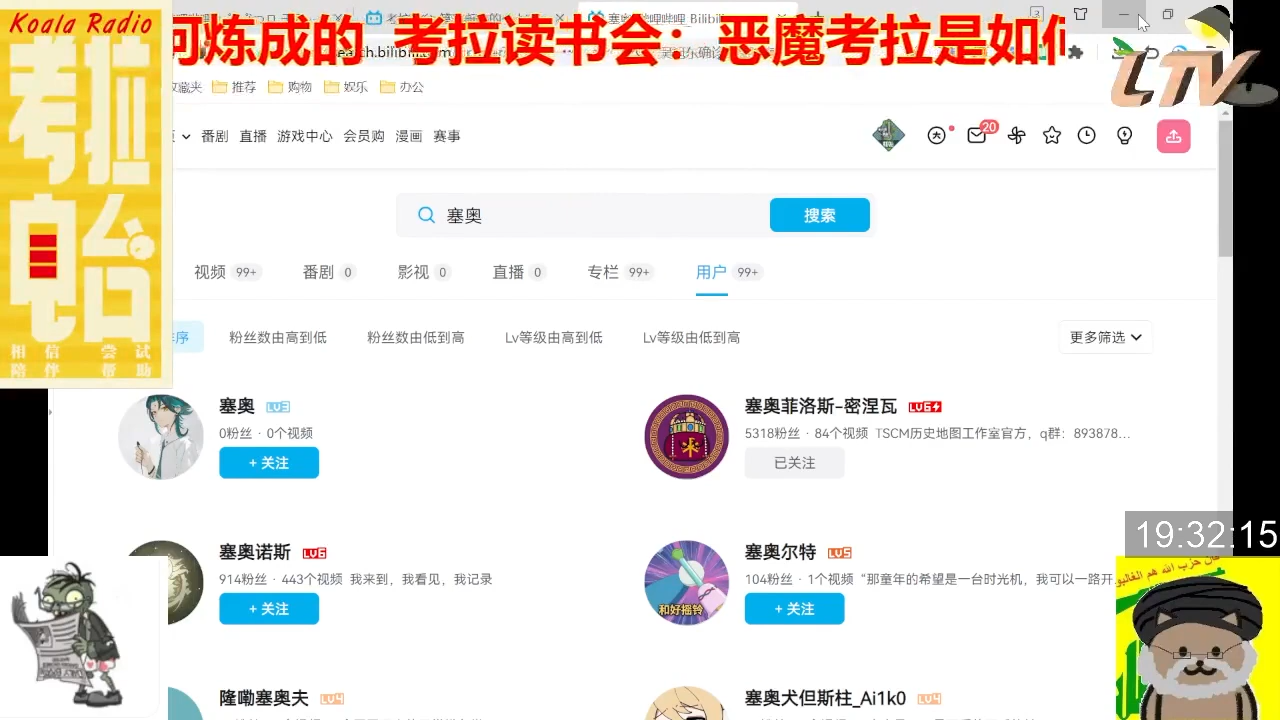 Koala Radio
考拉
电台
相信 尝试
陪伴 帮助
何炼成的 考拉读书会：恶魔考拉是如何
LTV
收藏夹 推荐 购物 娱乐 办公
番剧 直播 游戏中心 会员购 漫画 赛事
20
塞奥
搜索
视频 99+ 番剧 0 影视 0 直播 0 专栏 99+ 用户 99+
序 粉丝数由高到低 粉丝数由低到高 Lv等级由高到低 Lv等级由低到高 更多筛选
塞奥 LV3
0粉丝 · 0个视频
+ 关注
塞奥菲洛斯-密涅瓦 LV6
5318粉丝 · 84个视频 TSCM历史地图工作室官方，q群：893878...
已关注
塞奥诺斯 LV6
914粉丝 · 443个视频 我来到，我看见，我记录
+ 关注
塞奥尔特 LV5
104粉丝 · 1个视频 “那童年的希望是一台时光机，我可以一路开
+ 关注
和好摇铃
隆嘞塞奥夫 LV4
塞奥犬但斯柱_Ai1k0 LV4
19:32:15
فإن حزب الله هم الغالبو